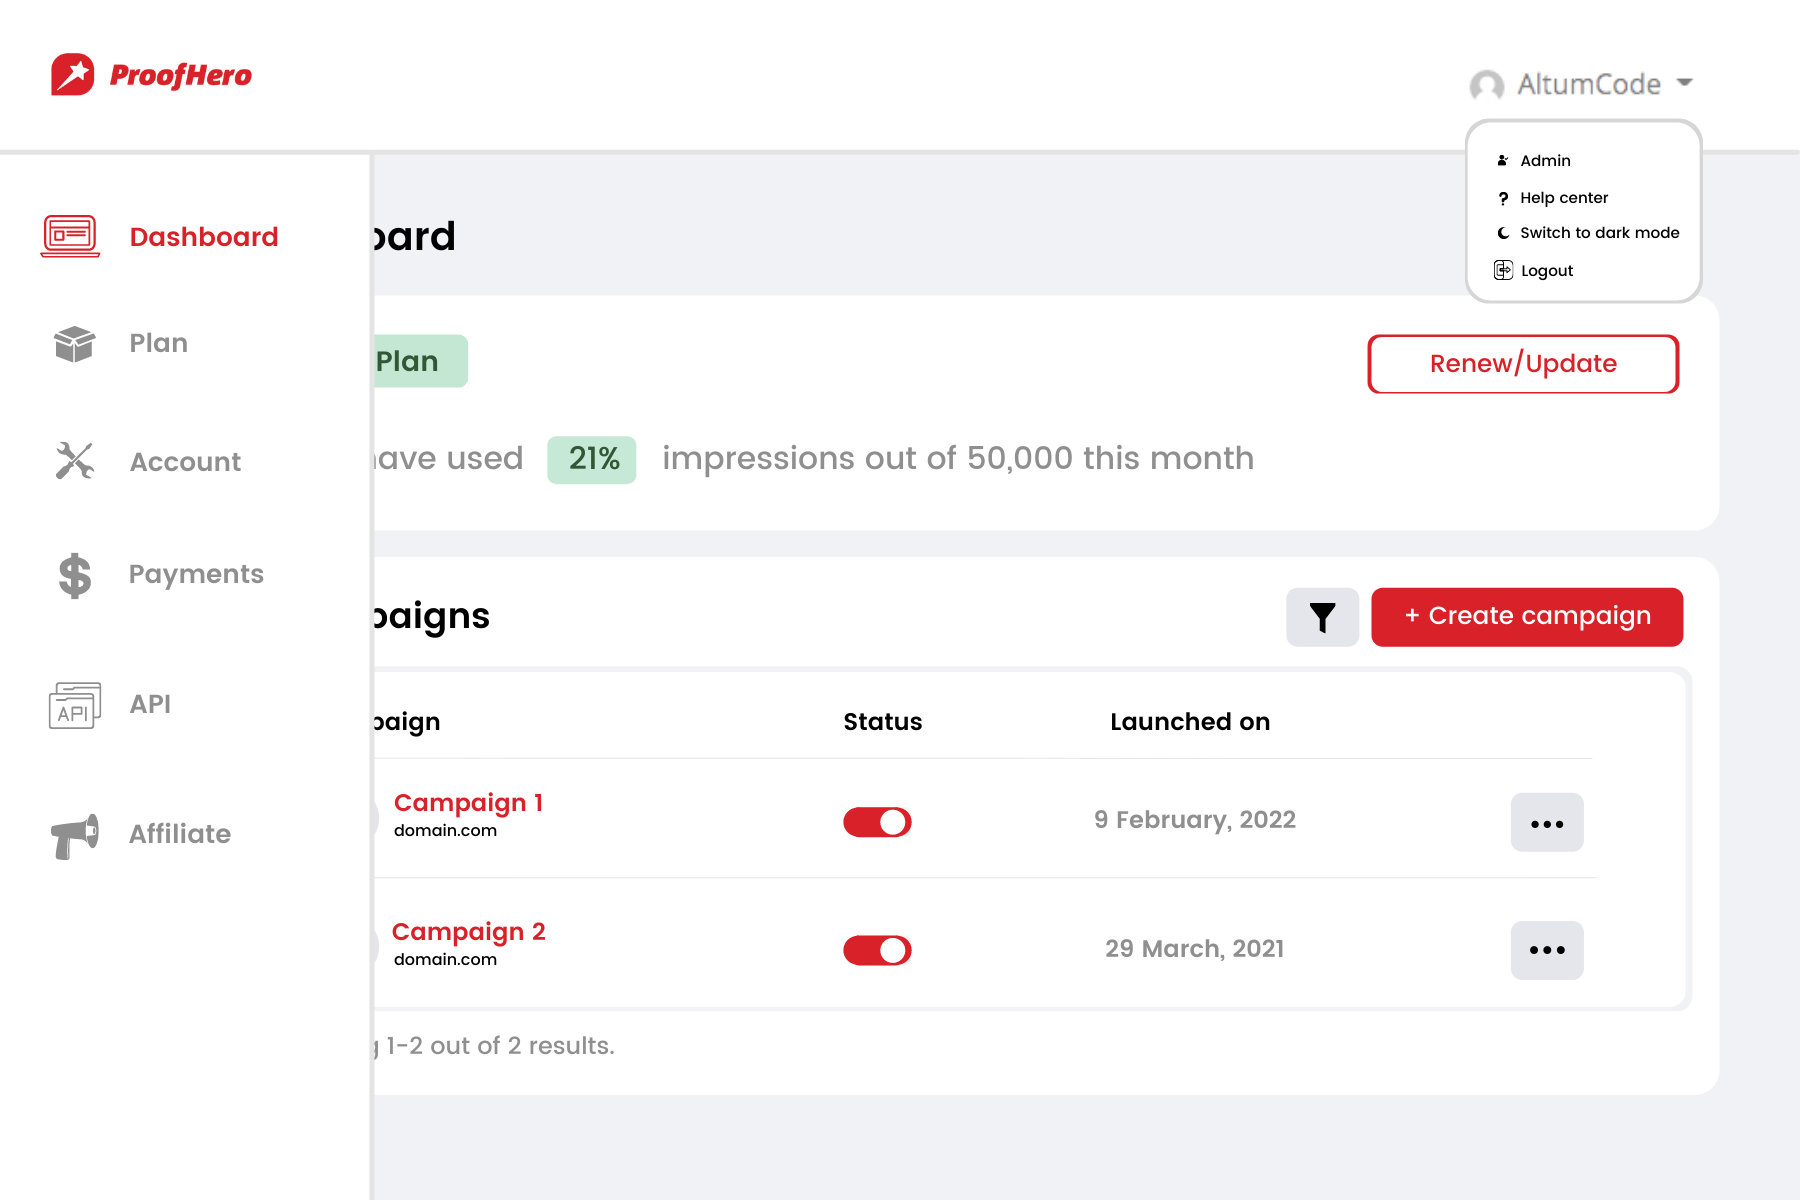 ProofHero
AltumCode
Admin
Help center
Switch to dark mode
Logout
Dashboard
Plan
Account
Payments
API
API
Affiliate
oard
Plan
Renew/Update
have used 21% impressions out of 50,000 this month
paigns
+ Create campaign
paign Status Launched on
Campaign 1
domain.com
9 February, 2022
Campaign 2
domain.com
29 March, 2021
g 1-2 out of 2 results.